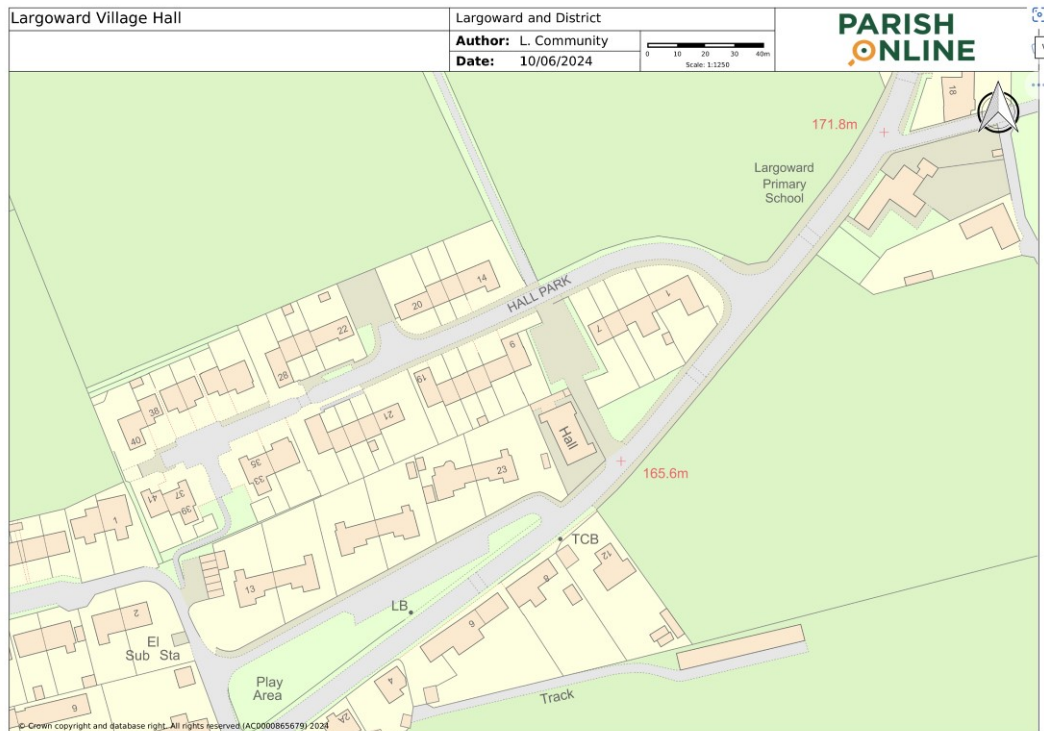 Largoward Village Hall
Largoward and District
Author: L. Community
Date: 10/06/2024
0 10 20 30 40m
Scale: 1:1250
PARISH
ONLINE
18
171.8m
Largoward
Primary
School
14
20
HALL PARK
1
7
22
28
9
19
38
40
21
Hall
35
33
23
165.6m
41
37
39
1
TCB
12
13
8
LB
2
6
El
Sub Sta
Play
Area
4
Track
2A
9
© Crown copyright and database right. All rights reserved (AC0000865679) 2024